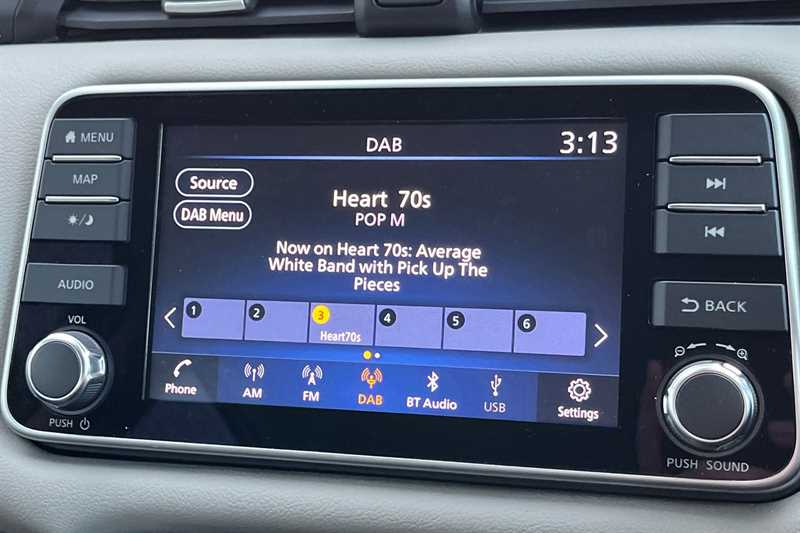 MENU
MAP
AUDIO
VOL
PUSH
DAB
3:13
Source
DAB Menu
Heart 70s
POP M
Now on Heart 70s: Average
White Band with Pick Up The
Pieces
1 2 3 4 5 6
Heart70s
Phone AM FM DAB BT Audio USB Settings
BACK
PUSH SOUND